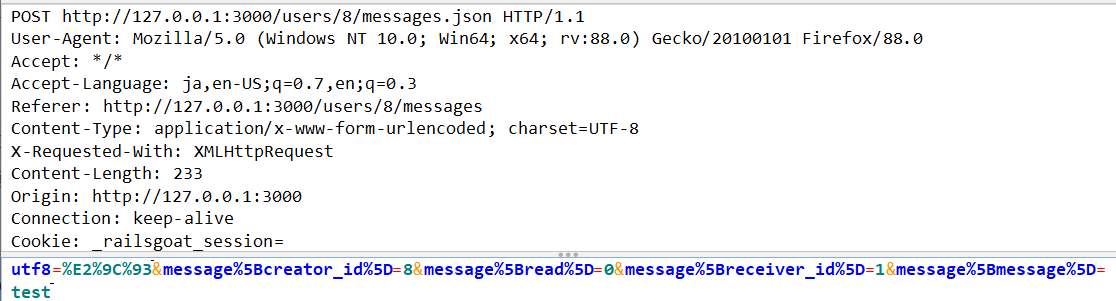 POST http://127.0.0.1:3000/users/8/messages.json HTTP/1.1
User-Agent: Mozilla/5.0 (Windows NT 10.0; Win64; x64; rv:88.0) Gecko/20100101 Firefox/88.0
Accept: */*
Accept-Language: ja,en-US;q=0.7,en;q=0.3
Referer: http://127.0.0.1:3000/users/8/messages
Content-Type: application/x-www-form-urlencoded; charset=UTF-8
X-Requested-With: XMLHttpRequest
Content-Length: 233
Origin: http://127.0.0.1:3000
Connection: keep-alive
Cookie: _railsgoat_session=
utf8=%E2%9C%93&message%5Bcreator_id%5D=8&message%5Bread%5D=0&message%5Breceiver_id%5D=1&message%5Bmessage%5D=
test